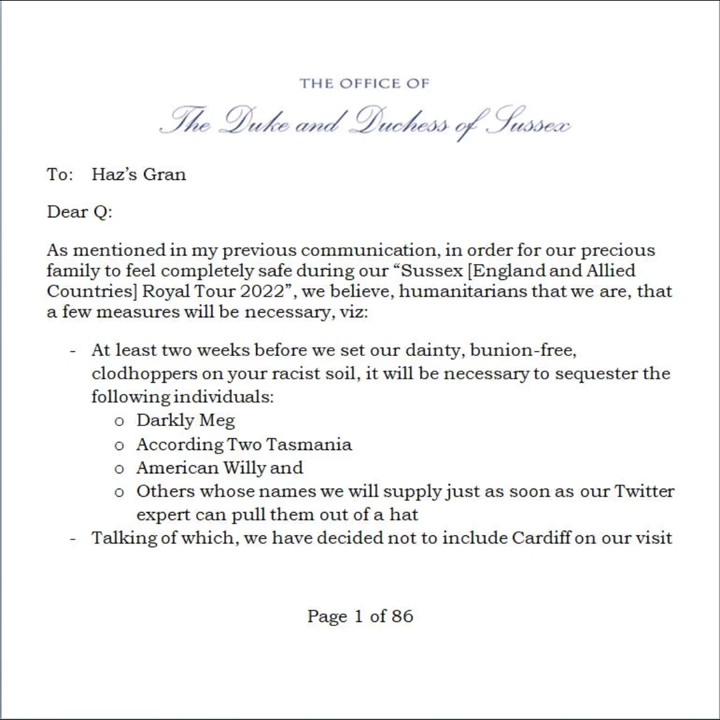 THE OFFICE OF
The Duke and Duchess of Sussex
To: Haz's Gran
Dear Q:
As mentioned in my previous communication, in order for our precious
family to feel completely safe during our “Sussex [England and Allied
Countries] Royal Tour 2022”, we believe, humanitarians that we are, that
a few measures will be necessary, viz:
- At least two weeks before we set our dainty, bunion-free,
clodhoppers on your racist soil, it will be necessary to sequester the
following individuals:
o Darkly Meg
o According Two Tasmania
o American Willy and
o Others whose names we will supply just as soon as our Twitter
expert can pull them out of a hat
- Talking of which, we have decided not to include Cardiff on our visit
Page 1 of 86